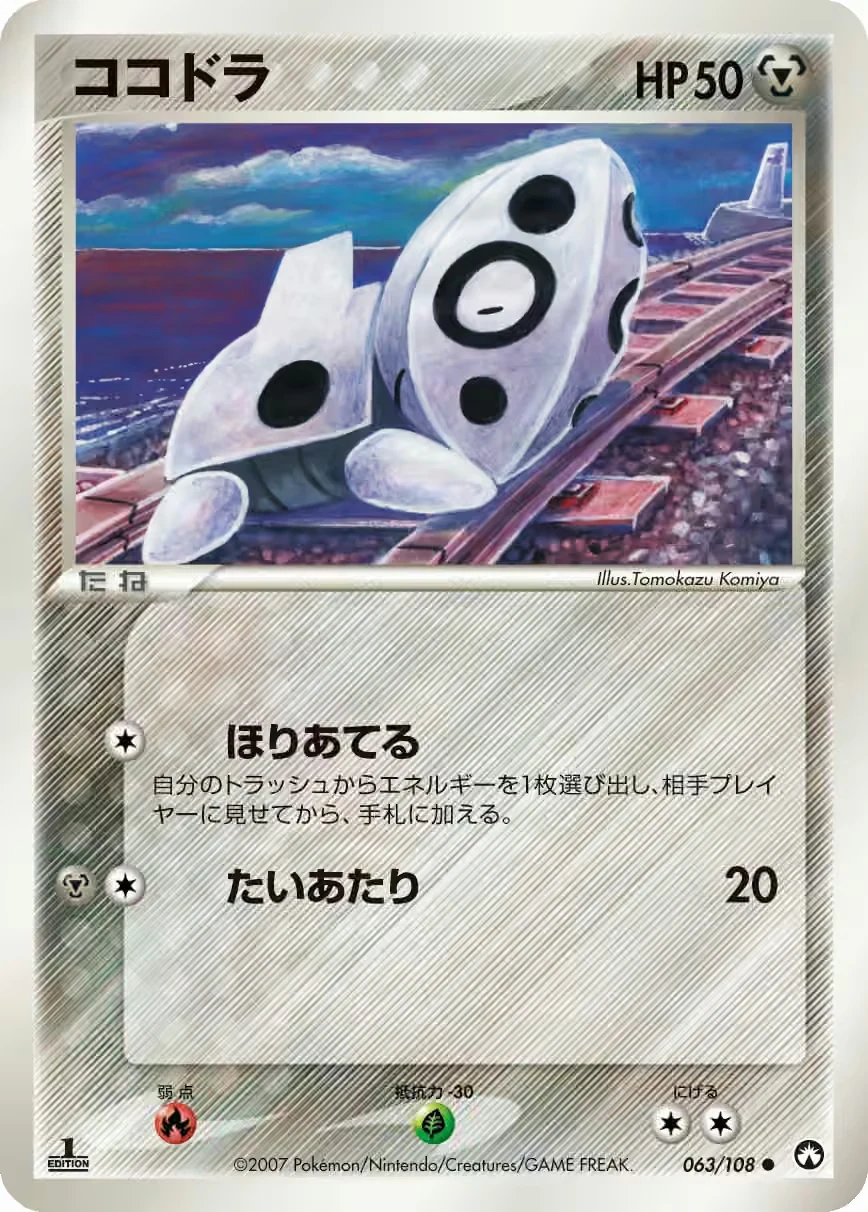 ココドラ HP50
たね Illus.Tomokazu Komiya
ほりあてる
自分のトラッシュからエネルギーを1枚選び出し、相手プレイ
ヤーに見せてから、手札に加える。
たいあたり 20
弱点 抵抗力 -30 にげる
1 EDITION ©2007 Pokémon/Nintendo/Creatures/GAME FREAK. 063/108 ●